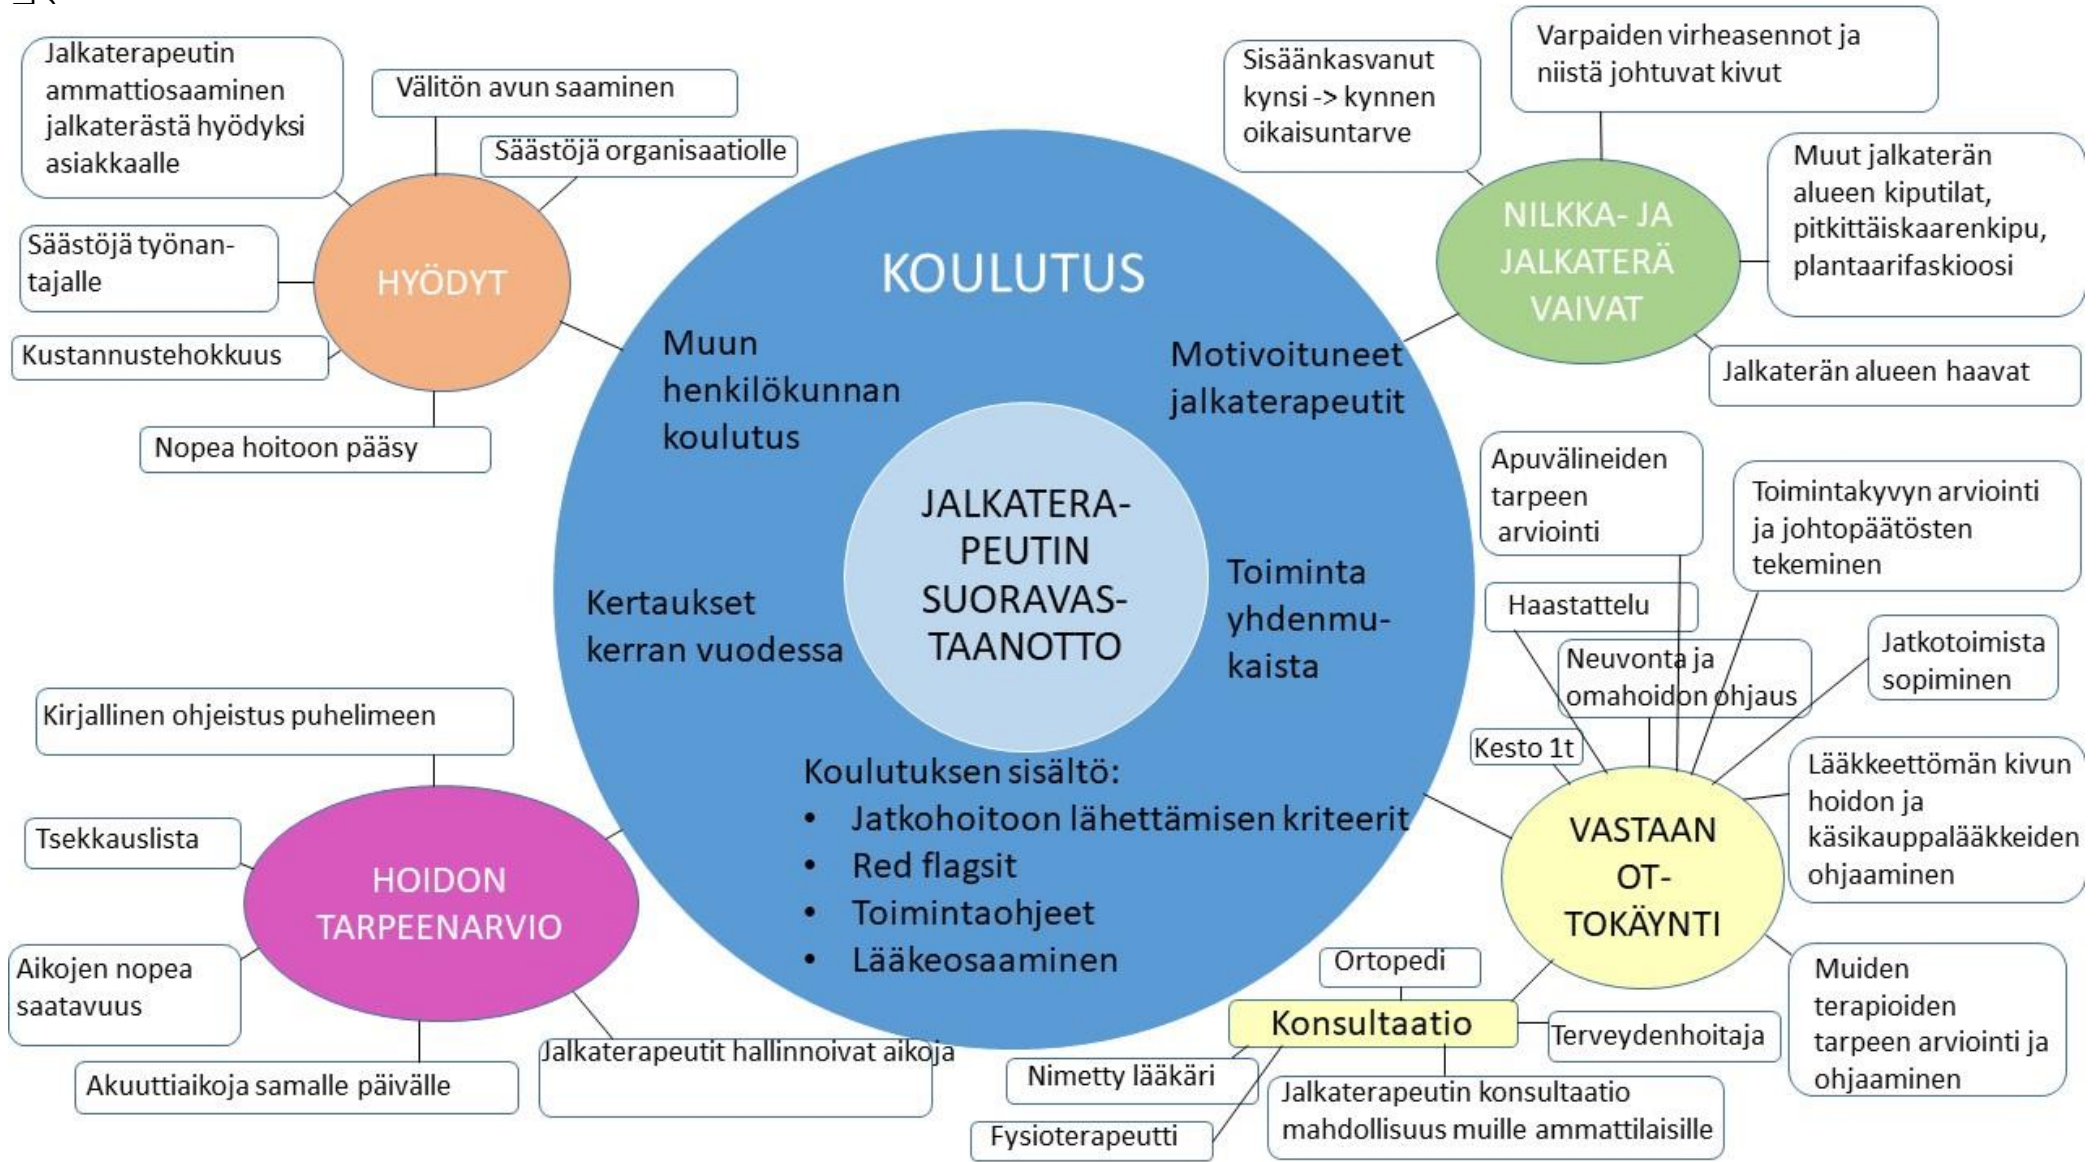 Jalkaterapeutin
ammattiosaaminen
jalkaterästä hyödyksi
asiakkaalle
Välitön avun saaminen
Säästöjä organisaatiolle
Säästöjä työnan-
tajalle
HYÖDYT
Kustannustehokkuus
Nopea hoitoon pääsy
Sisäänkasvanut
kynsi -> kynnen
oikaisuntarve
Varpaiden virheasennot ja
niistä johtuvat kivut
Muut jalkaterän
alueen kiputilat,
pitkittäiskaarenkipu,
plantaarifaskioosi
NILKKA- JA
JALKATERÄ
VAIVAT
Jalkaterän alueen haavat
KOULUTUS
Muun
henkilökunnan
koulutus
Motivoituneet
jalkaterapeutit
JALKATERA-
PEUTIN
SUORAVAS-
TAANOTTO
Kertaukset
kerran vuodessa
Toiminta
yhdenmu-
kaista
Koulutuksen sisältö:
• Jatkohoitoon lähettämisen kriteerit
• Red flagsit
• Toimintaohjeet
• Lääkeosaaminen
Kirjallinen ohjeistus puhelimeen
Tsekkauslista
HOIDON
TARPEENARVIO
Aikojen nopea
saatavuus
Akuuttiaikoja samalle päivälle
Jalkaterapeutit hallinnoivat aikoja
Apuvälineiden
tarpeen
arviointi
Toimintakyvyn arviointi
ja johtopäätösten
tekeminen
Haastattelu
Neuvonta ja
omahoidon ohjaus
Jatkotoimista
sopiminen
Kesto 1t
Lääkkeettömän kivun
hoidon ja
käsikauppalääkkeiden
ohjaaminen
VASTAAN
OT-
TOKÄYNTI
Muiden
terapioiden
tarpeen arviointi ja
ohjaaminen
Ortopedi
Konsultaatio
Terveydenhoitaja
Nimetty lääkäri
Jalkaterapeutin konsultaatio
mahdollisuus muille ammattilaisille
Fysioterapeutti